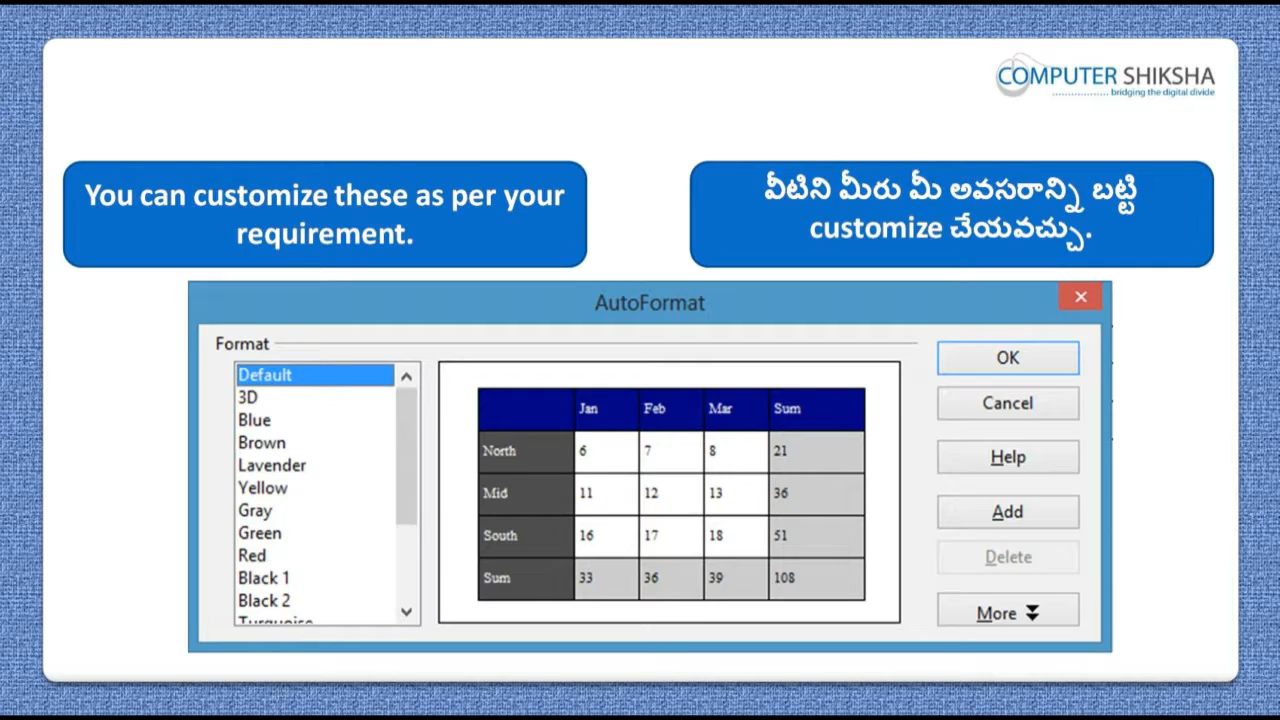 COMPUTER SHIKSHA
bridging the digital divide
You can customize these as per your
requirement.
వీటిని మీరు మీ అవసరాన్ని బట్టి
customize చేయవచ్చు.
AutoFormat
Format
Default
3D
Blue
Brown
Lavender
Yellow
Gray
Green
Red
Black 1
Black 2
Turquoise
Jan Feb Mar Sum
North 6 7 8 21
Mid 11 12 13 36
South 16 17 18 51
Sum 33 36 39 108
OK
Cancel
Help
Add
Delete
More